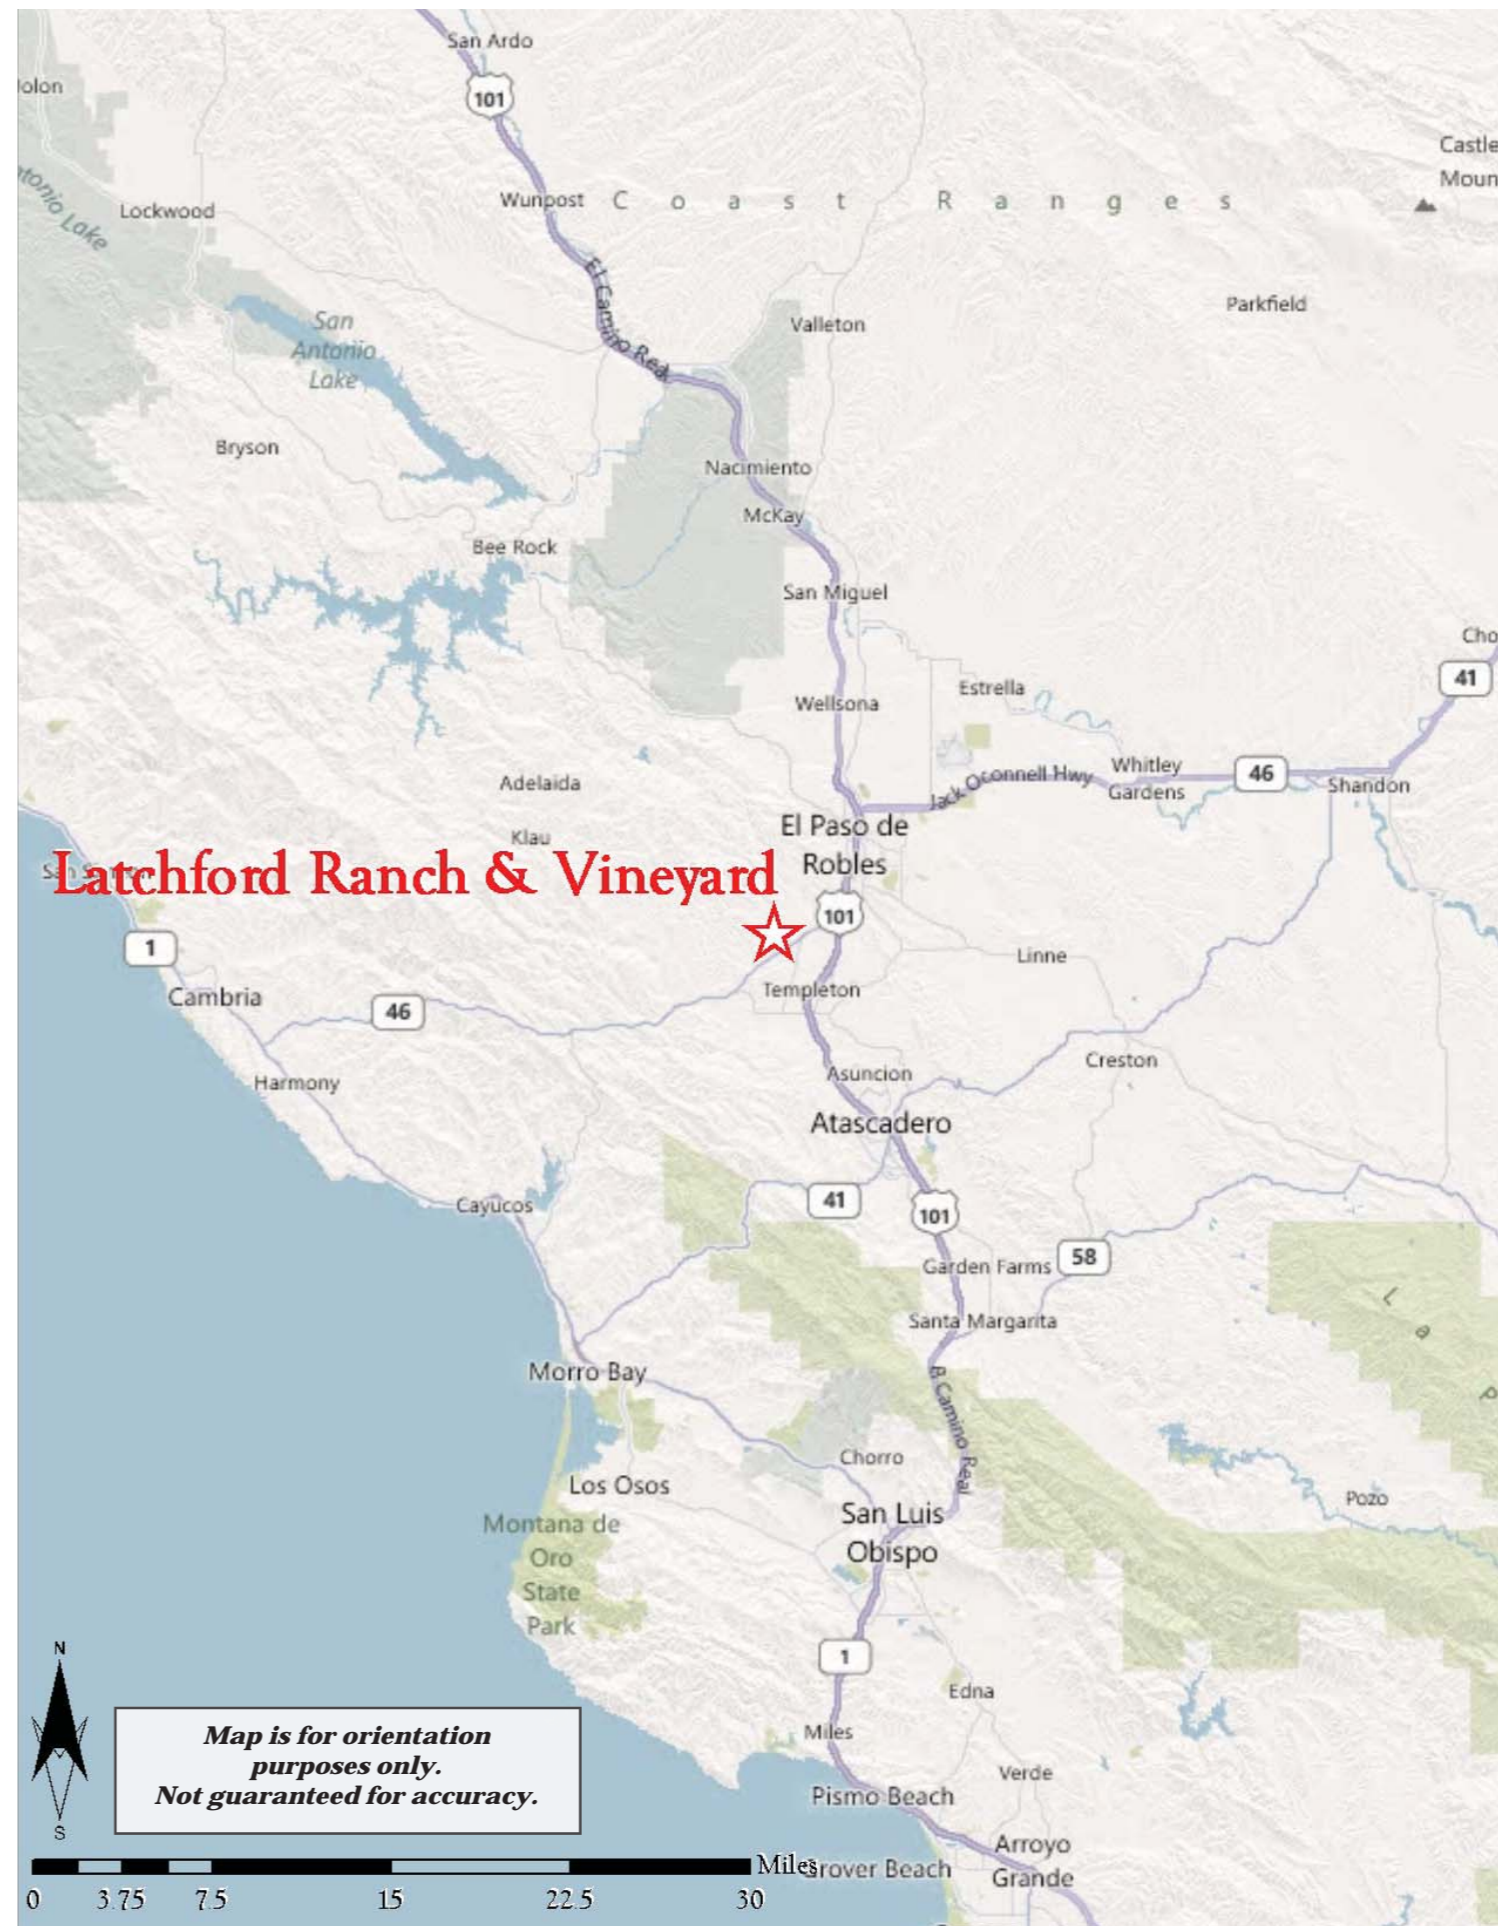 San Ardo
101
Jolon
Castle
Moun
Wunpost
Coast Ranges
Lockwood
tonio Lake
El Camino Real
Parkfield
San
Antonio
Lake
Valleton
Bryson
Nacimiento
McKay
Bee Rock
San Miguel
Cho
41
Estrella
Wellsona
Adelaida
Jack Oconnell Hwy
Whitley
Gardens
46
Shandon
El Paso de
Robles
Klau
Latchford Ranch & Vineyard
101
1
Linne
Cambria
46
Templeton
Harmony
Asuncion
Creston
Atascadero
Cayucos
41
101
Garden Farms
58
Santa Margarita
L
a
P
Morro Bay
El Camino Real
Chorro
Los Osos
Pozo
San Luis
Obispo
Montana de
Oro
State
Park
1
N
S
Edna
Miles
Map is for orientation
purposes only.
Not guaranteed for accuracy.
Verde
Pismo Beach
Arroyo
Grande
Miles
Grover Beach
0 3.75 7.5 15 22.5 30